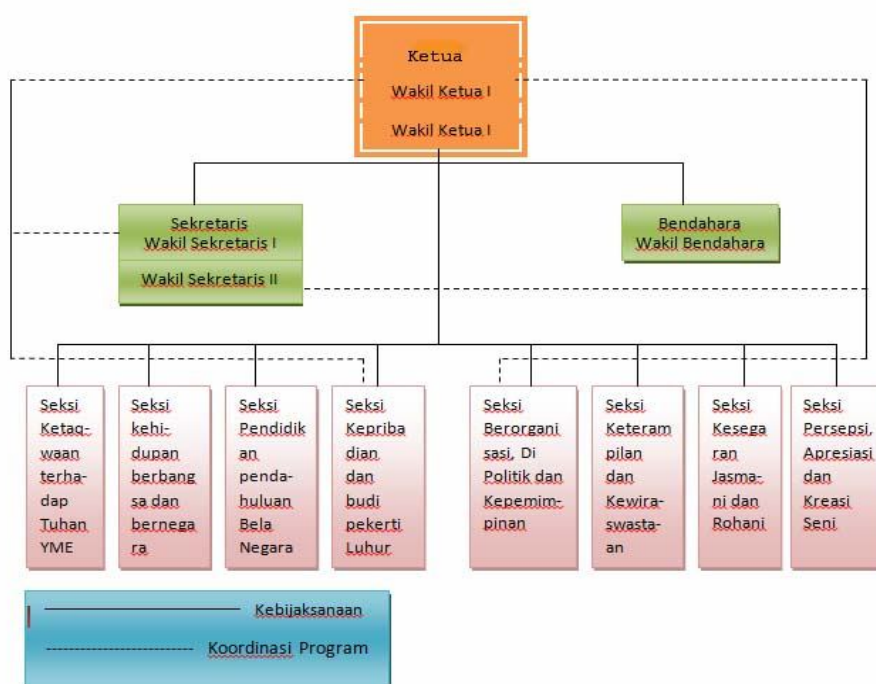 Ketua
Wakil Ketua I
Wakil Ketua I
Sekretaris
Wakil Sekretaris I
Wakil Sekretaris II
Bendahara
Wakil Bendahara
Seksi
Ketaq-
waan
terha-
dap
Tuhan
YME
Seksi
kehi-
dupan
berbang
sa dan
bernega
ra
Seksi
Pendidik
an
penda-
huluan
Bela
Negara
Seksi
Kepriba
dian
dan
budi
pekerti
Luhur
Seksi
Berorgani
sasi, Di
Politik dan
Kepemim-
pinan
Seksi
Keteram
pilan
dan
Kewira-
swasta-
an
Seksi
Kesega
ran
Jasma-
ni dan
Rohani
Seksi
Persepsi,
Apresiasi
dan
Kreasi
Seni
Kebijaksanaan
Koordinasi Program